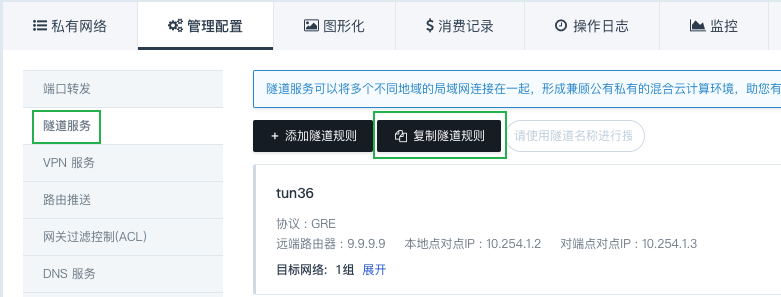 私有网络 管理配置 图形化 消费记录 操作日志 监控
端口转发
隧道服务
VPN 服务
路由推送
网关过滤控制(ACL)
DNS 服务
隧道服务可以将多个不同地域的局域网连接在一起，形成兼顾公有私有的混合云计算环境，助您有
+ 添加隧道规则 复制隧道规则 请使用隧道名称进行搜
tun36
协议 : GRE
远端路由器 : 9.9.9.9 本地点对点IP : 10.254.1.2 对端点对点IP : 10.254.1.3
目标网络: 1组 展开